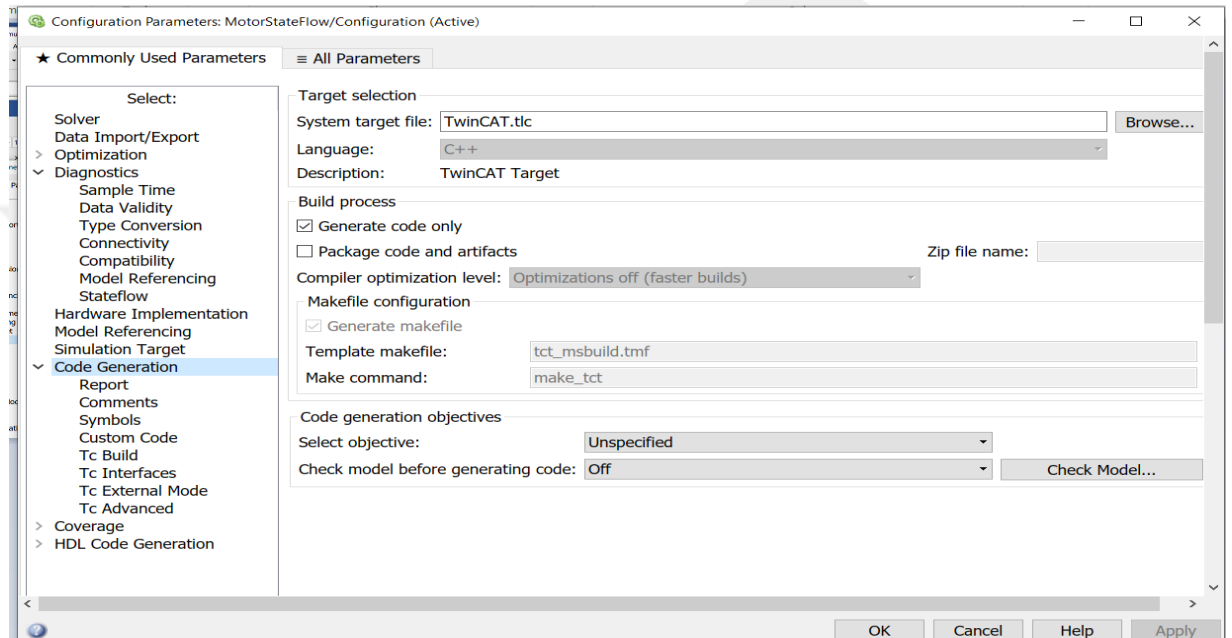 Configuration Parameters: MotorStateFlow/Configuration (Active)
★ Commonly Used Parameters
≡ All Parameters
Select:
Solver
Data Import/Export
Optimization
Diagnostics
Sample Time
Data Validity
Type Conversion
Connectivity
Compatibility
Model Referencing
Stateflow
Hardware Implementation
Model Referencing
Simulation Target
Code Generation
Report
Comments
Symbols
Custom Code
Tc Build
Tc Interfaces
Tc External Mode
Tc Advanced
Coverage
HDL Code Generation
Target selection
System target file: TwinCAT.tlc Browse...
Language: C++
Description: TwinCAT Target
Build process
Generate code only
Package code and artifacts Zip file name:
Compiler optimization level: Optimizations off (faster builds)
Makefile configuration
Generate makefile
Template makefile: tct_msbuild.tmf
Make command: make_tct
Code generation objectives
Select objective: Unspecified
Check model before generating code: Off Check Model...
OK Cancel Help Apply